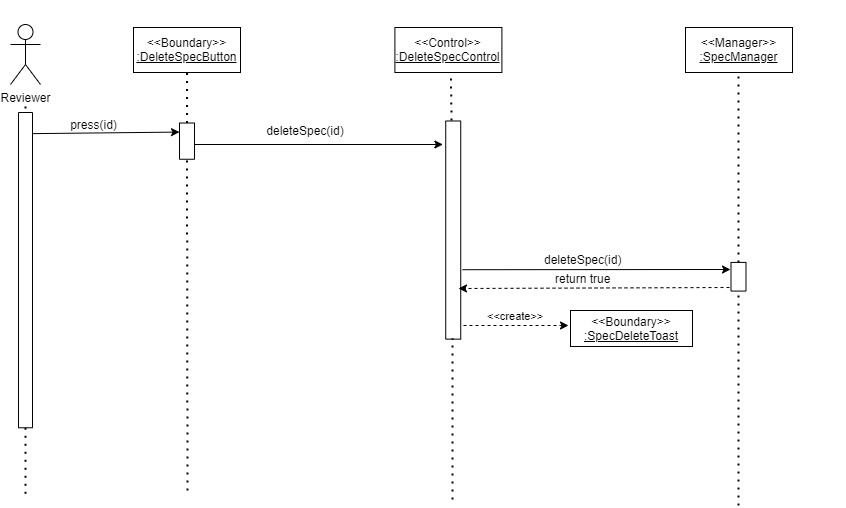 <<Boundary>>
:DeleteSpecButton
<<Control>>
:DeleteSpecControl
<<Manager>>
:SpecManager
Reviewer
press(id)
deleteSpec(id)
deleteSpec(id)
return true
<<create>>
<<Boundary>>
:SpecDeleteToast